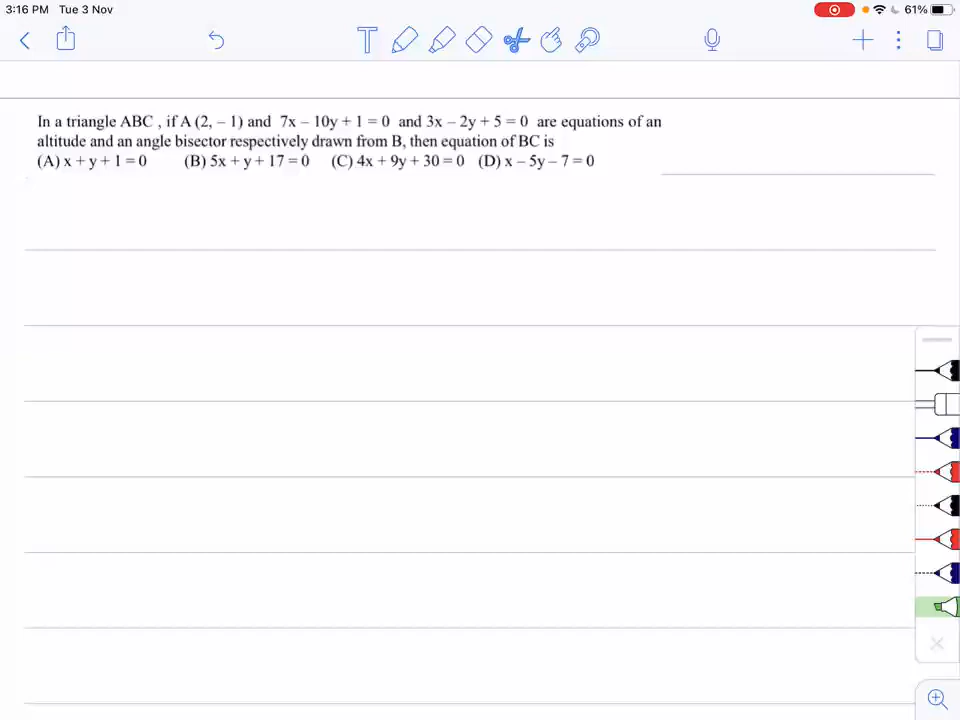 3:16 PM Tue 3 Nov
61%
In a triangle ABC , if A (2, – 1) and 7x – 10y + 1 = 0 and 3x – 2y + 5 = 0 are equations of an
altitude and an angle bisector respectively drawn from B, then equation of BC is
(A) x + y + 1 = 0 (B) 5x + y + 17 = 0 (C) 4x + 9y + 30 = 0 (D) x – 5y – 7 = 0